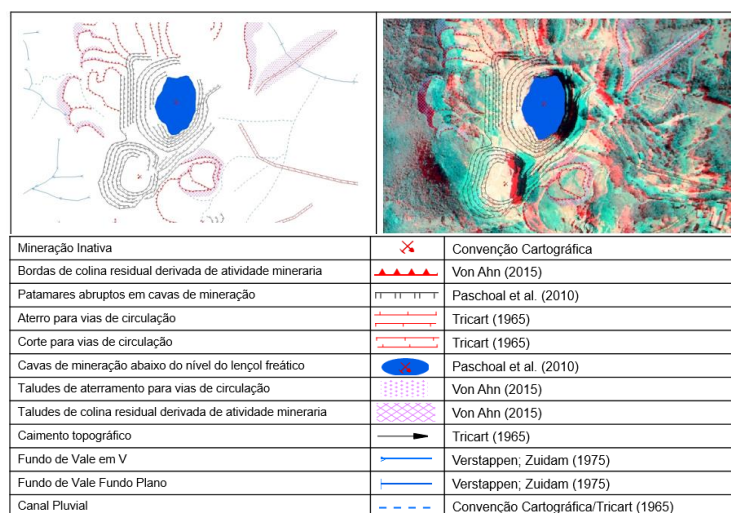 Mineração Inativa
Convenção Cartográfica
Bordas de colina residual derivada de atividade mineraria
Von Ahn (2015)
Patamares abruptos em cavas de mineração
Paschoal et al. (2010)
Aterro para vias de circulação
Tricart (1965)
Corte para vias de circulação
Tricart (1965)
Cavas de mineração abaixo do nível do lençol freático
Paschoal et al. (2010)
Taludes de aterramento para vias de circulação
Von Ahn (2015)
Taludes de colina residual derivada de atividade mineraria
Von Ahn (2015)
Caimento topográfico
Tricart (1965)
Fundo de Vale em V
Verstappen; Zuidam (1975)
Fundo de Vale Fundo Plano
Verstappen; Zuidam (1975)
Canal Pluvial
Convenção Cartográfica/Tricart (1965)